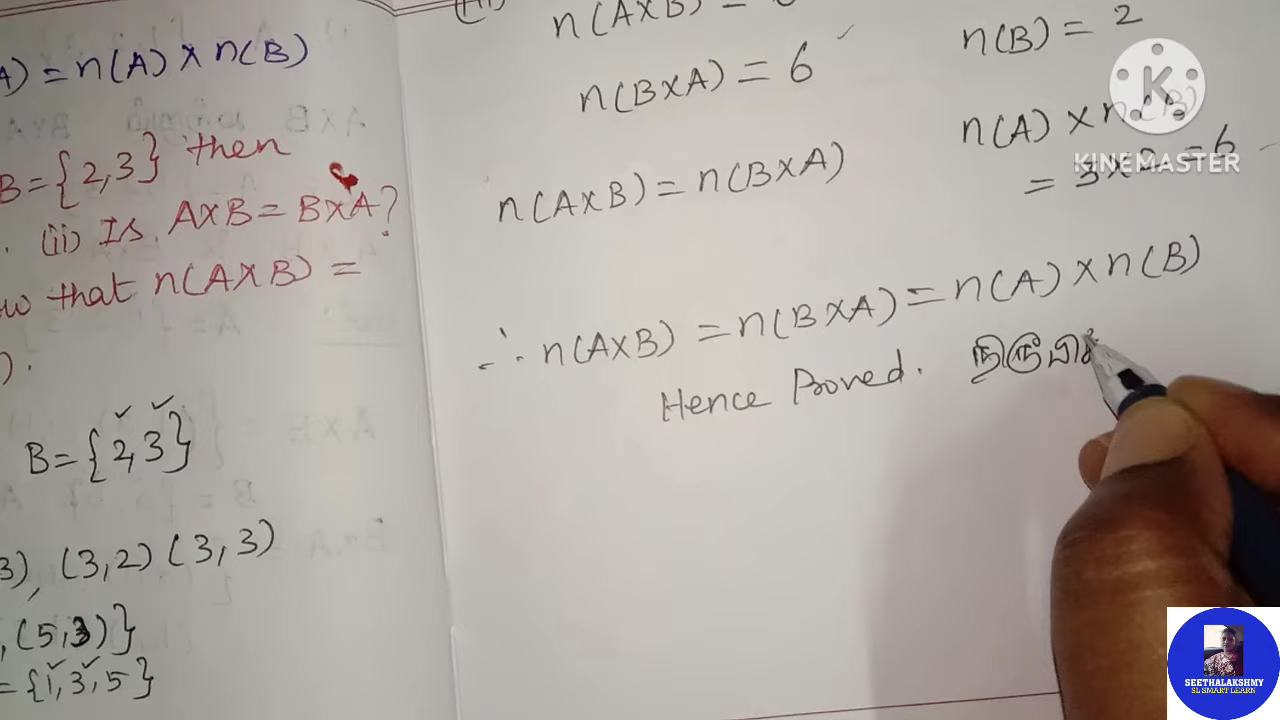 A) = n(A) × n(B)
B = {2,3} then
. (ii) Is A×B = B×A?
that n(A×B) =
).
B = {2, 3}
3), (3,2) (3,3)
, (5,3)}
= {1, 3, 5}
(iii) n(A×B) =
n(B×A) = 6
n(A×B) = n(B×A)
n(B) = 2
n(A) × n(B)
= 3×2 = 6
∴ n(A×B) = n(B×A) = n(A) × n(B)
Hence Proved.
KINEMASTER
SEETHALAKSHMY
SL SMART LEARN